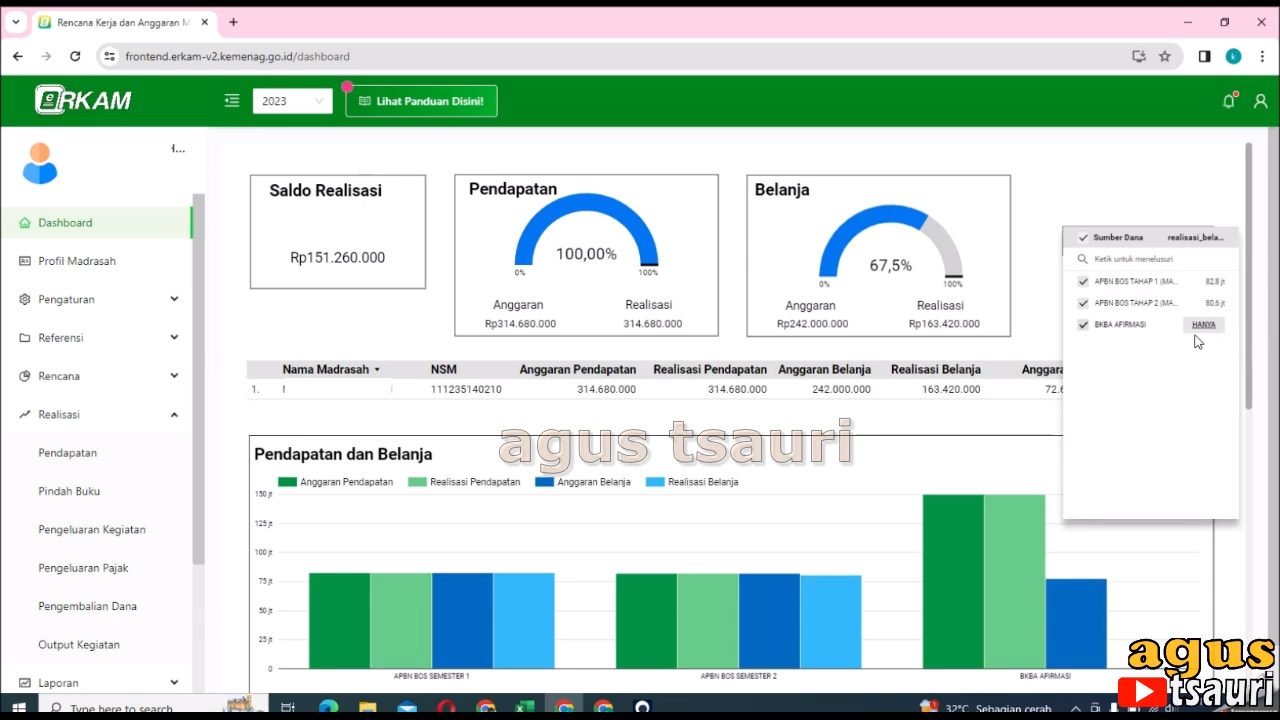 Rencana Kerja dan Anggaran M
frontend.erkam-v2.kemenag.go.id/dashboard
k
eRKAM
2023
Lihat Panduan Disini!
Dashboard
Profil Madrasah
Pengaturan
Referensi
Rencana
Realisasi
Pendapatan
Pindah Buku
Pengeluaran Kegiatan
Pengeluaran Pajak
Pengembalian Dana
Output Kegiatan
Laporan
Saldo Realisasi
Rp151.260.000
Pendapatan
100,00%
0% 100%
Anggaran Realisasi
Rp314.680.000 314.680.000
Belanja
67,5%
0% 100%
Anggaran Realisasi
Rp242.000.000 Rp163.420.000
Sumber Dana realisasi_bela...
Ketik untuk menelusuri
APBN BOS TAHAP 1 (MA... 82,8 jt
APBN BOS TAHAP 2 (MA... 80,6 jt
BKBA AFIRMASI HANYA
Nama Madrasah NSM Anggaran Pendapatan Realisasi Pendapatan Anggaran Belanja Realisasi Belanja Anggara
1. 111235140210 314.680.000 314.680.000 242.000.000 163.420.000 72.6
agus tsauri
Pendapatan dan Belanja
Anggaran Pendapatan Realisasi Pendapatan Anggaran Belanja Realisasi Belanja
150 jt
125 jt
100 jt
75 jt
50 jt
25 jt
0
APBN BOS SEMESTER 1 APBN BOS SEMESTER 2 BKBA AFIRMASI
agus
tsauri
Type here to search
32°C Sebagian cerah